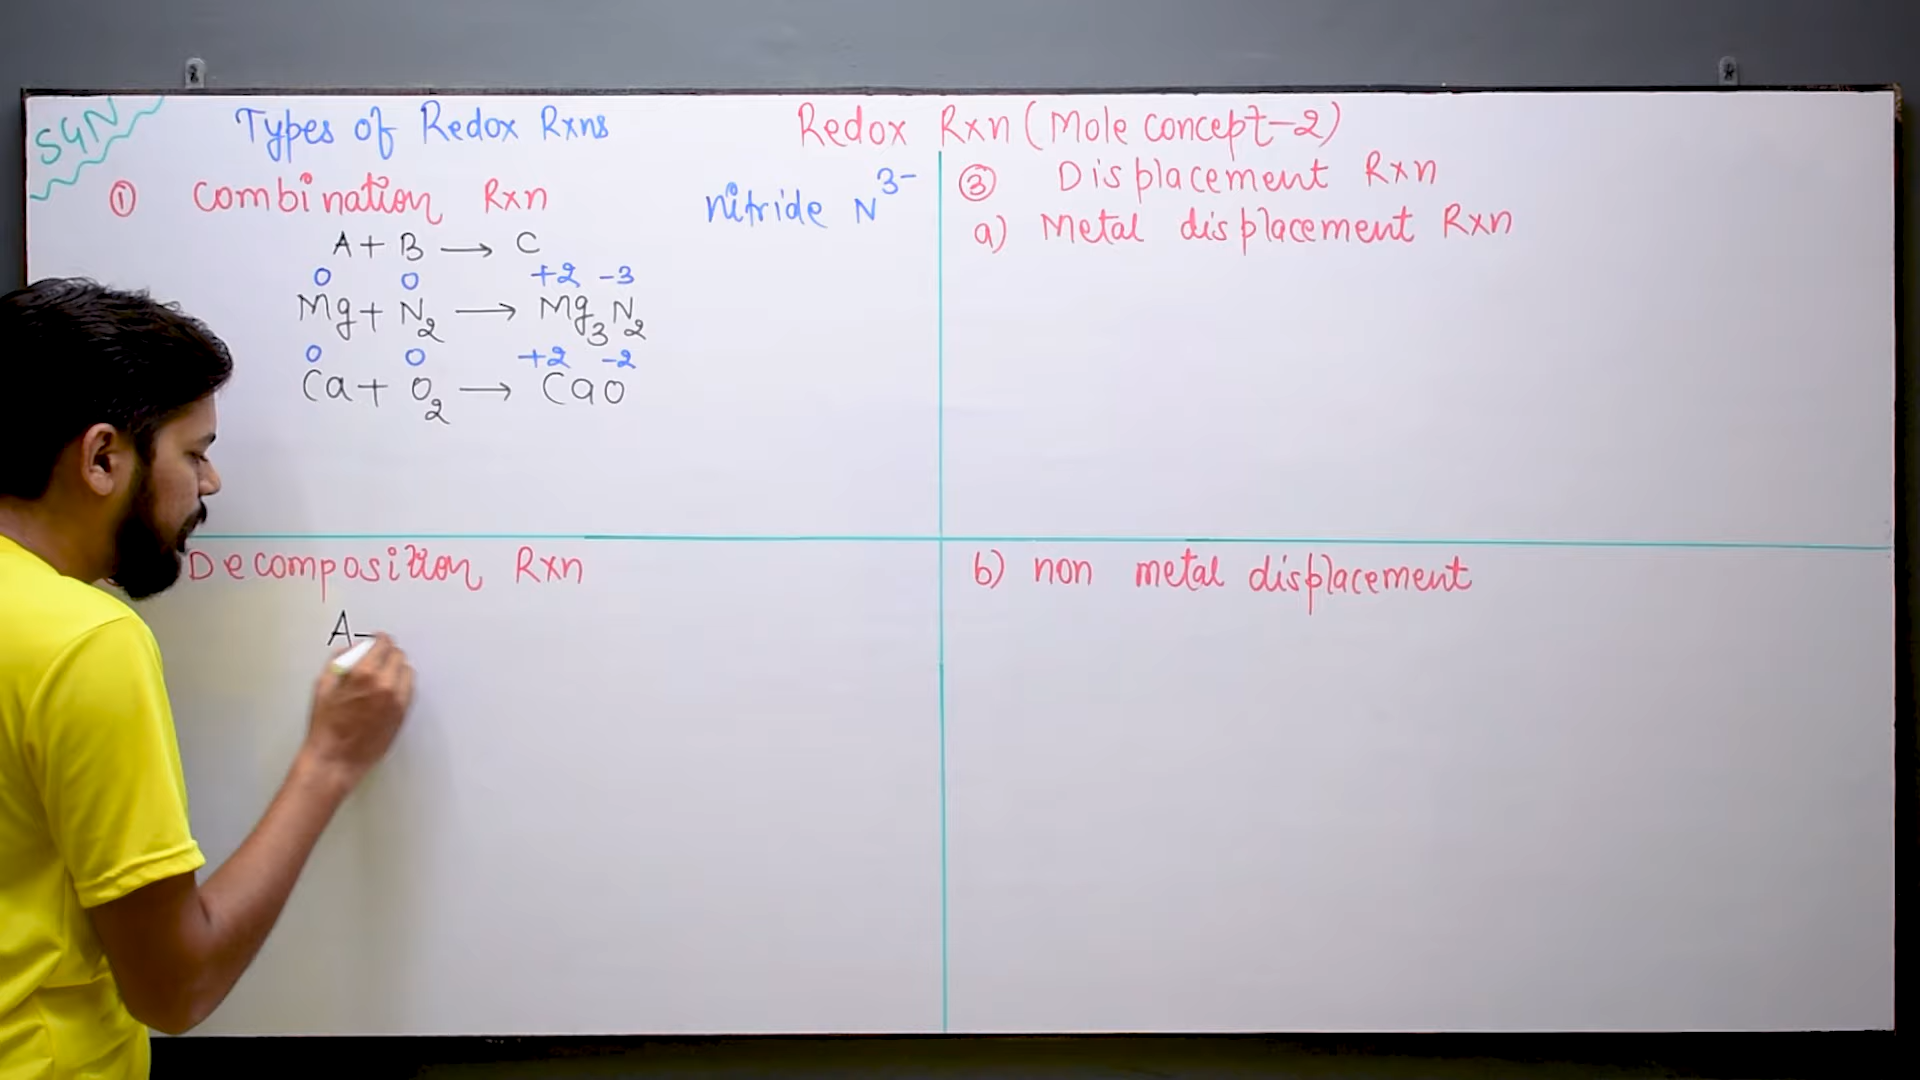 SGN
Types of Redox Rxns
Redox Rxn (Mole concept-2)
① Combination Rxn
nitride N³⁻
A + B ⟶ C
0 0 +2 -3
Mg + N₂ ⟶ Mg₃N₂
0 0 +2 -2
Ca + O₂ ⟶ CaO
Decomposition Rxn
A-
③ Displacement Rxn
a) Metal displacement Rxn
b) non metal displacement